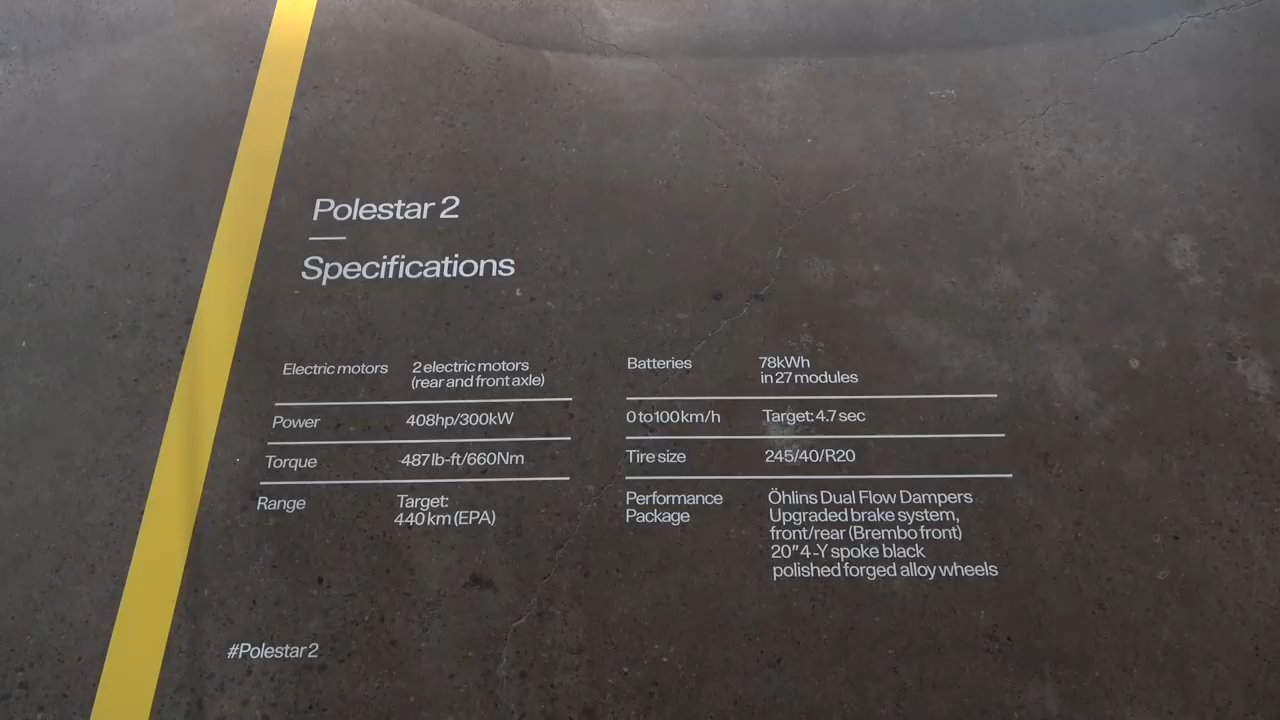 Polestar 2
Specifications
Electric motors
2 electric motors
(rear and front axle)
Power
408hp/300kW
Torque
487 lb-ft/660Nm
Range
Target:
440 km (EPA)
Batteries
78kWh
in 27 modules
0 to 100 km/h
Target: 4.7 sec
Tire size
245/40/R20
Performance
Package
Öhlins Dual Flow Dampers
Upgraded brake system,
front/rear (Brembo front)
20" 4-Y spoke black
polished forged alloy wheels
#Polestar2